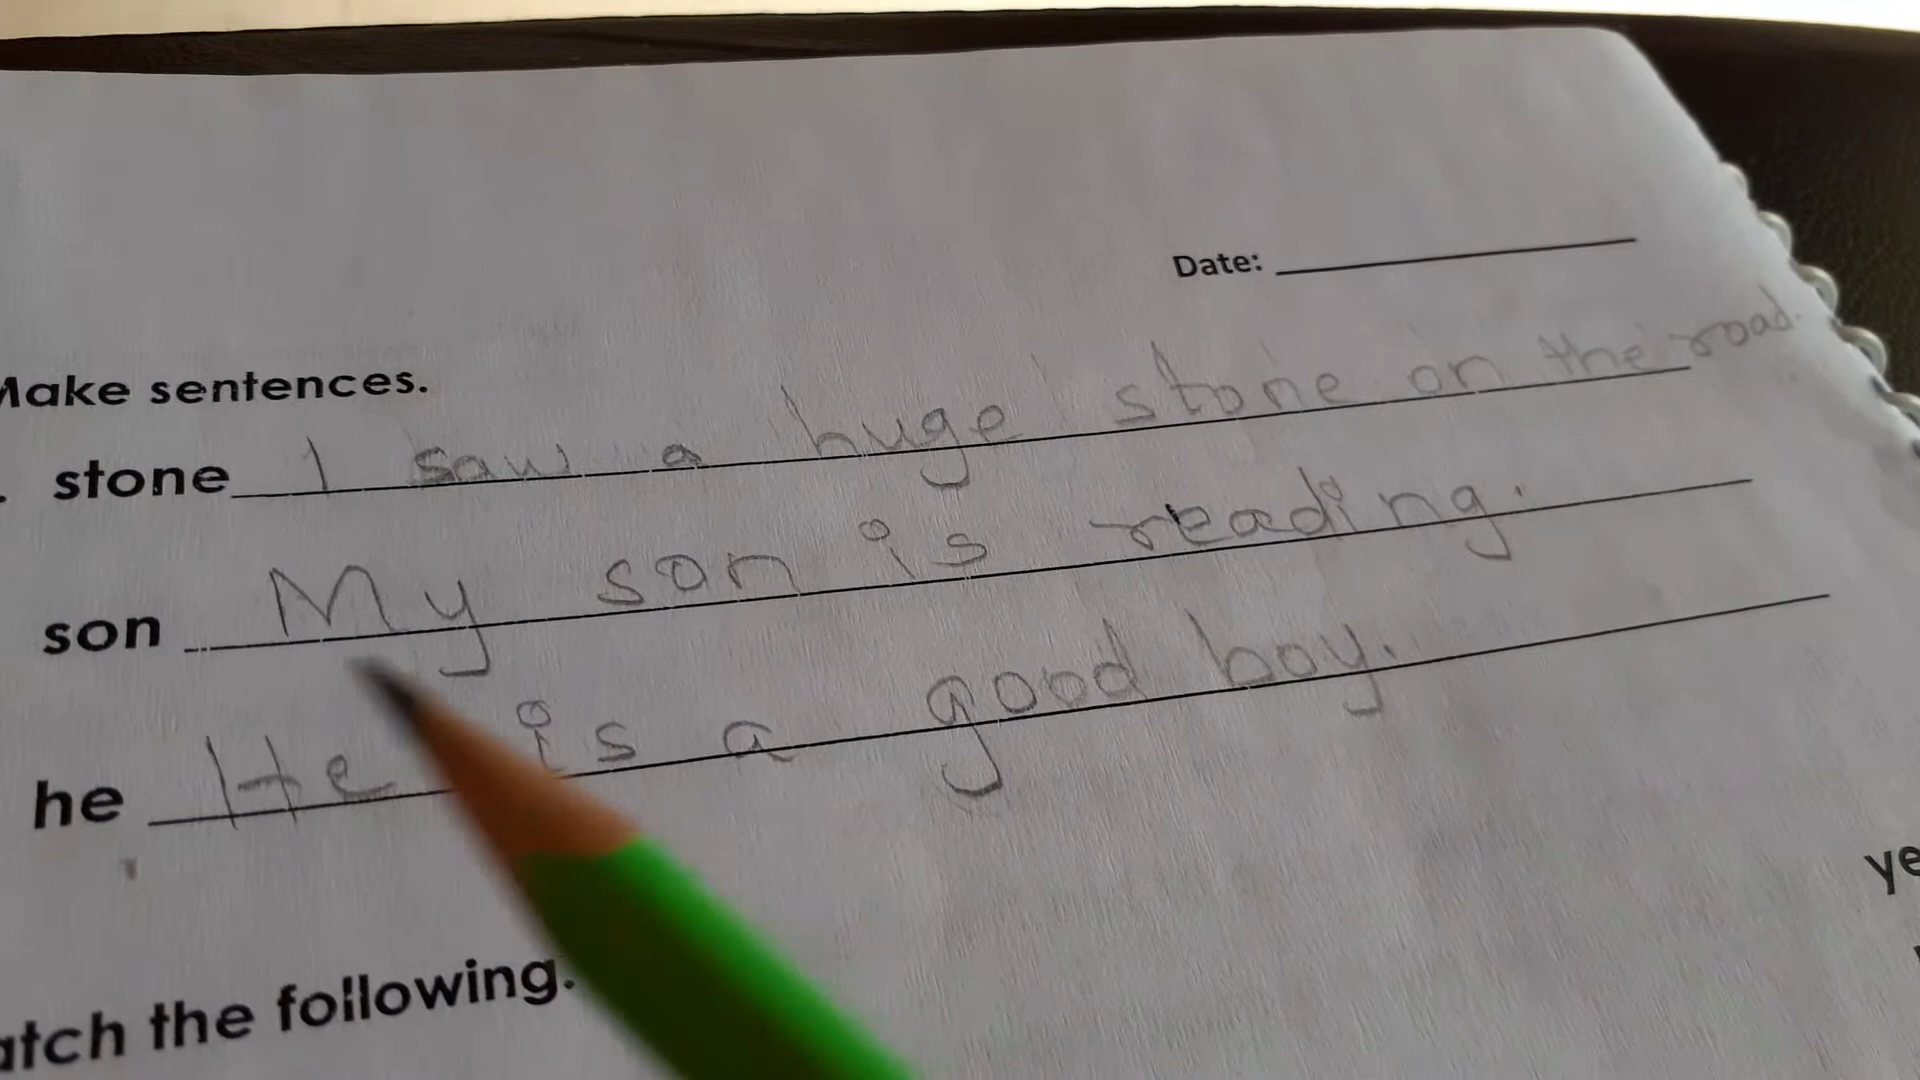 Date:
Make sentences.
. stone I saw a huge stone on the road.
son My son is reading.
he He is a good boy.
ye
atch the following.